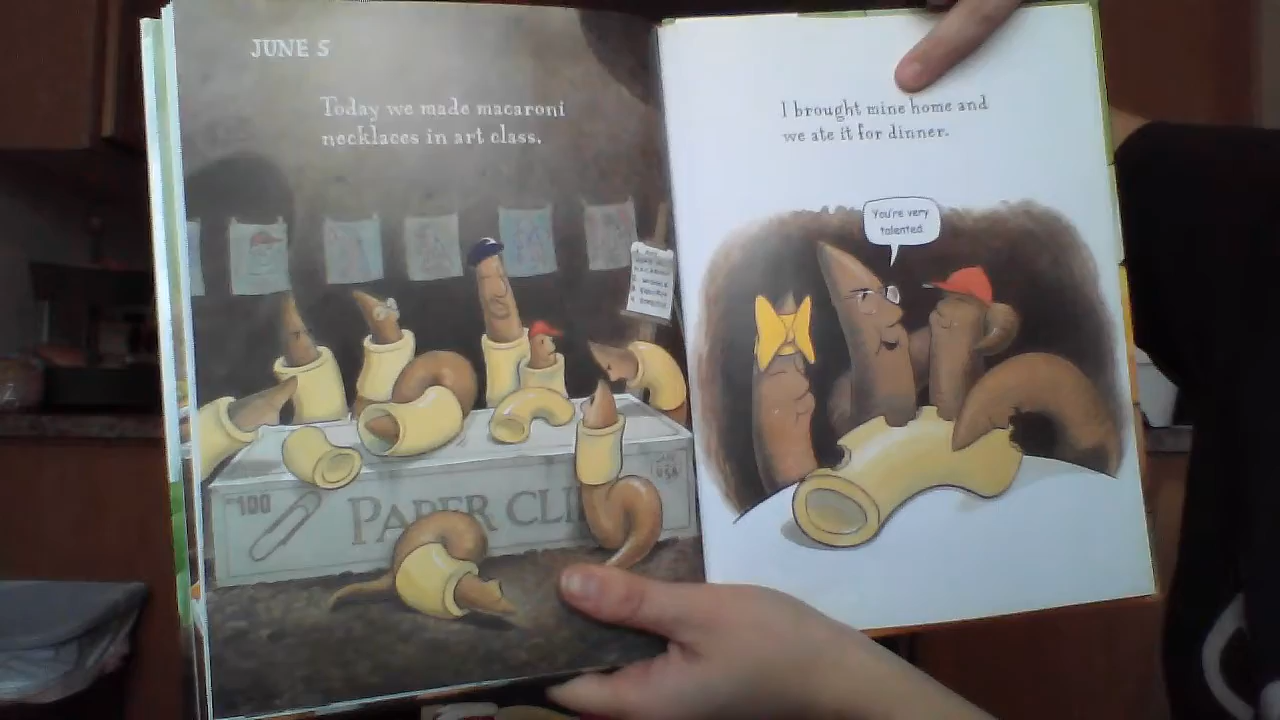 JUNE 5
Today we made macaroni
necklaces in art class.
100
PAPER CLI
USA
I brought mine home and
we ate it for dinner.
You're very
talented.